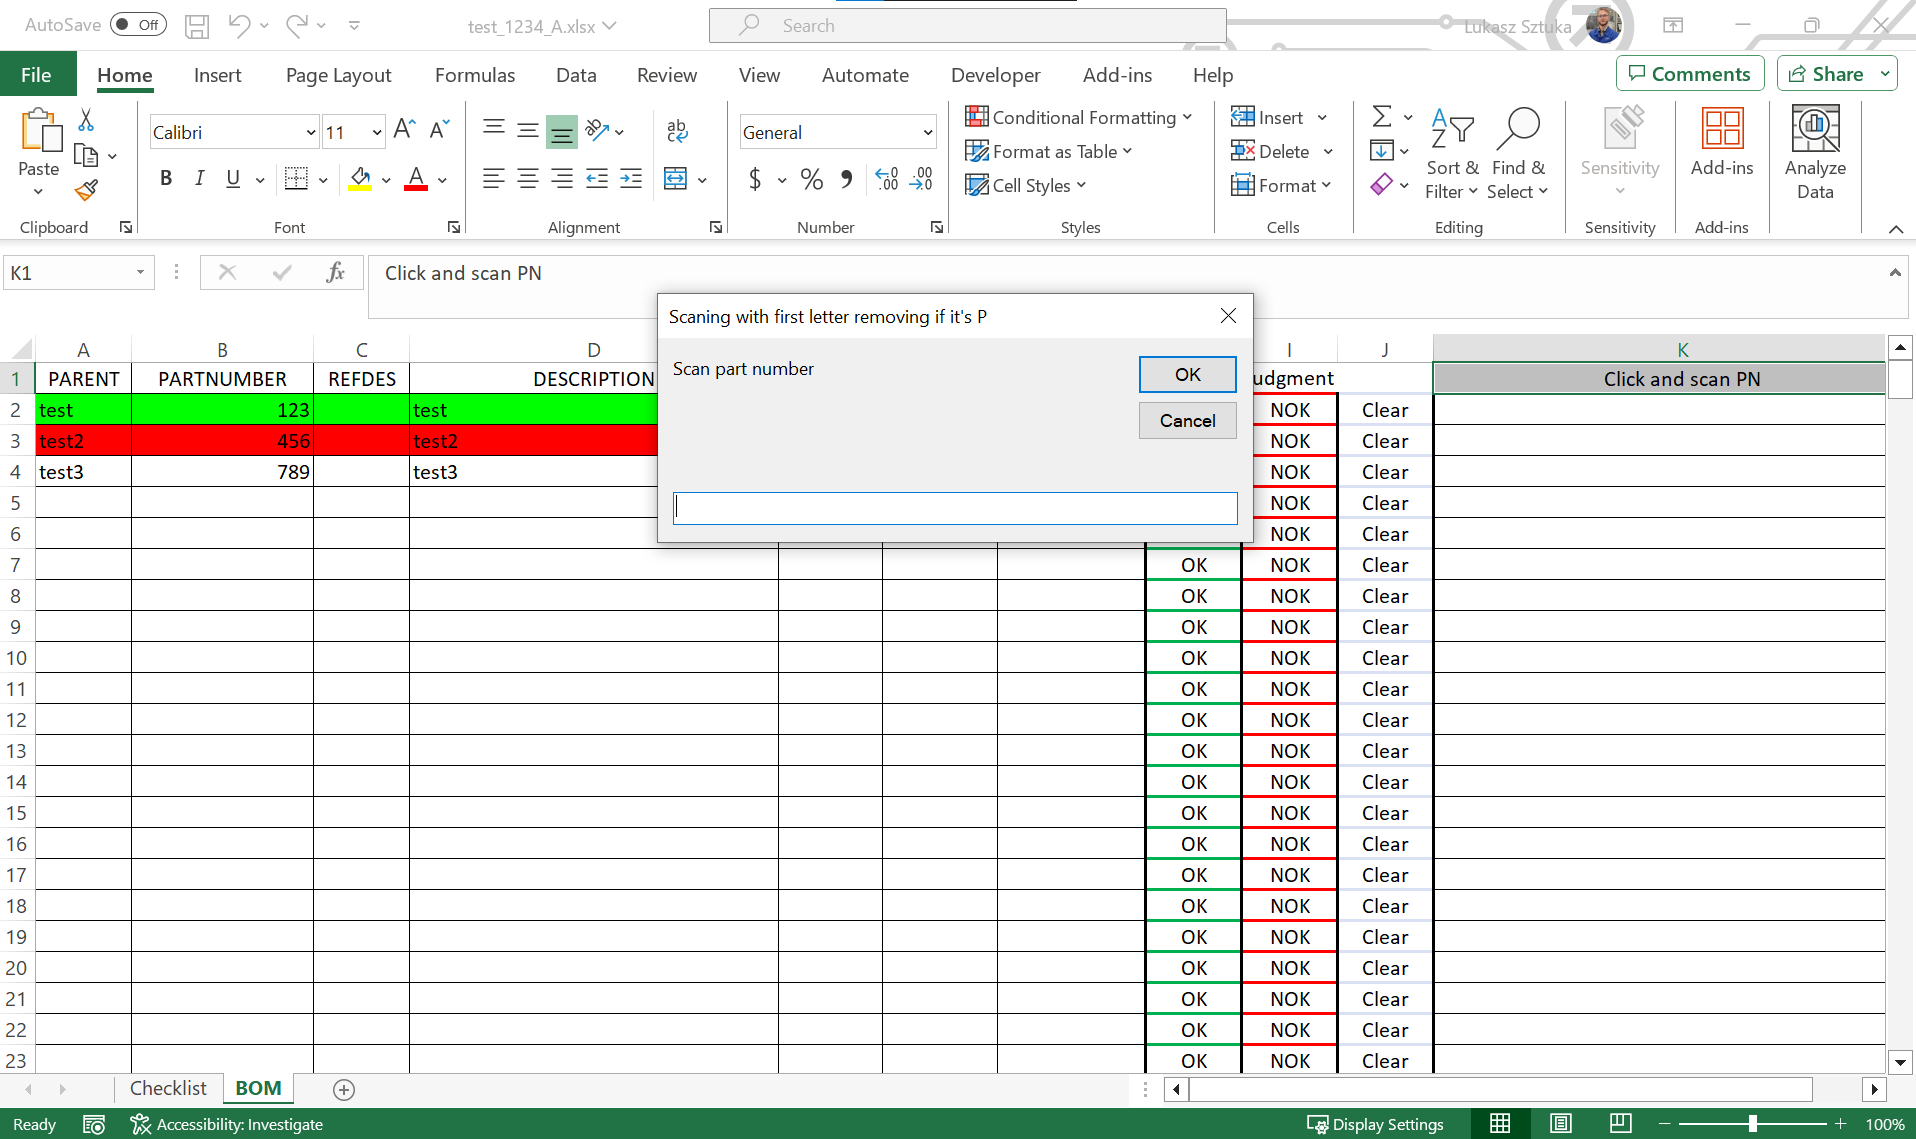 AutoSave Off test_1234_A.xlsx Search Lukasz Sztuka
File Home Insert Page Layout Formulas Data Review View Automate Developer Add-ins Help Comments Share
Paste
Clipboard
Calibri 11
B I U A
Font
ab
Alignment
General
$ % 9 .00 .00
Number
Conditional Formatting
Format as Table
Cell Styles
Styles
Insert
Delete
Format
Cells
Sort & Filter
Find & Select
Editing
Sensitivity
Sensitivity
Add-ins
Add-ins
Analyze Data
K1 fx Click and scan PN
Scaning with first letter removing if it's P
Scan part number
OK
Cancel
A B C D I J K
1 PARENT PARTNUMBER REFDES DESCRIPTION udgment Click and scan PN
2 test 123 test NOK Clear
3 test2 456 test2 NOK Clear
4 test3 789 test3 NOK Clear
5 NOK Clear
6 NOK Clear
7 OK NOK Clear
8 OK NOK Clear
9 OK NOK Clear
10 OK NOK Clear
11 OK NOK Clear
12 OK NOK Clear
13 OK NOK Clear
14 OK NOK Clear
15 OK NOK Clear
16 OK NOK Clear
17 OK NOK Clear
18 OK NOK Clear
19 OK NOK Clear
20 OK NOK Clear
21 OK NOK Clear
22 OK NOK Clear
23 OK NOK Clear
Checklist BOM
Ready Accessibility: Investigate Display Settings 100%